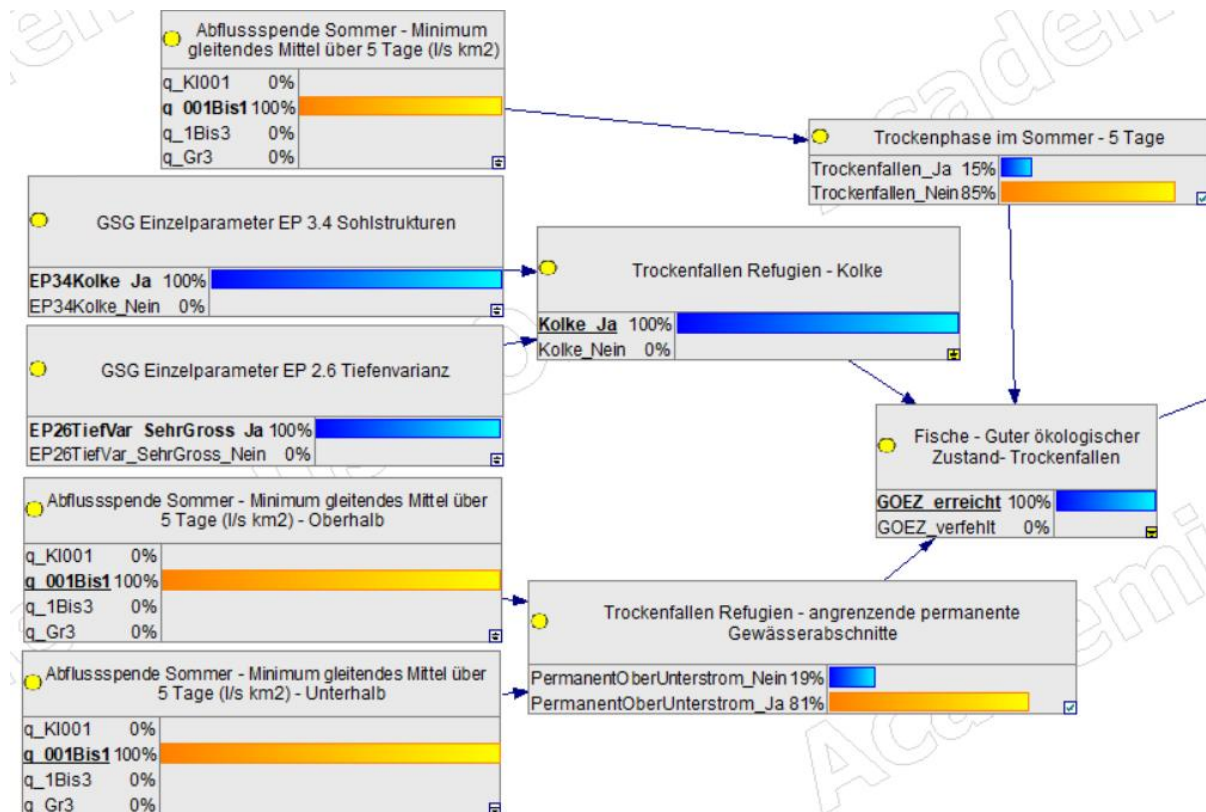 Abflussspende Sommer - Minimum
gleitendes Mittel über 5 Tage (l/s km2)
q_Kl001 0%
q_001Bis1 100%
q_1Bis3 0%
q_Gr3 0%
Trockenphase im Sommer - 5 Tage
Trockenfallen_Ja 15%
Trockenfallen_Nein 85%
GSG Einzelparameter EP 3.4 Sohlstrukturen
EP34Kolke_Ja 100%
EP34Kolke_Nein 0%
Trockenfallen Refugien - Kolke
Kolke_Ja 100%
Kolke_Nein 0%
GSG Einzelparameter EP 2.6 Tiefenvarianz
EP26TiefVar_SehrGross_Ja 100%
EP26TiefVar_SehrGross_Nein 0%
Fische - Guter ökologischer
Zustand- Trockenfallen
GOEZ_erreicht 100%
GOEZ_verfehlt 0%
Abflussspende Sommer - Minimum gleitendes Mittel über
5 Tage (l/s km2) - Oberhalb
q_Kl001 0%
q_001Bis1 100%
q_1Bis3 0%
q_Gr3 0%
Trockenfallen Refugien - angrenzende permanente
Gewässerabschnitte
PermanentOberUnterstrom_Nein 19%
PermanentOberUnterstrom_Ja 81%
Abflussspende Sommer - Minimum gleitendes Mittel über
5 Tage (l/s km2) - Unterhalb
q_Kl001 0%
q_001Bis1 100%
q_1Bis3 0%
q_Gr3 0%